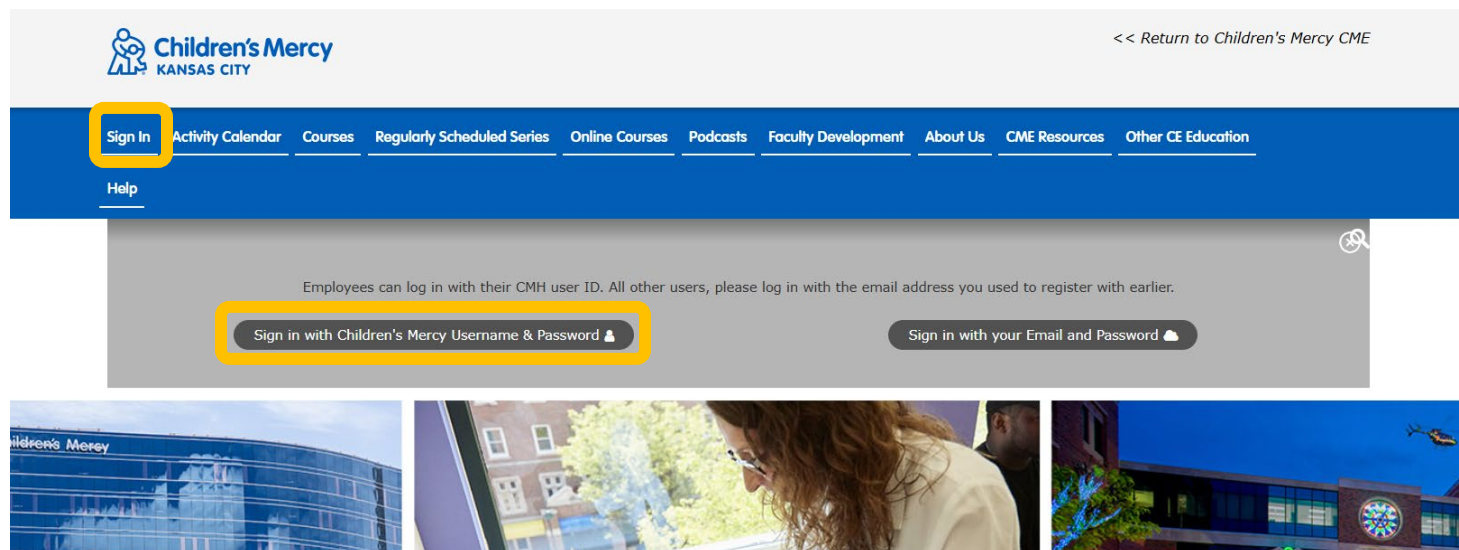 Children's Mercy
KANSAS CITY
<< Return to Children's Mercy CME
Sign In Activity Calendar Courses Regularly Scheduled Series Online Courses Podcasts Faculty Development About Us CME Resources Other CE Education
Help
Employees can log in with their CMH user ID. All other users, please log in with the email address you used to register with earlier.
Sign in with Children's Mercy Username & Password
Sign in with your Email and Password
ildren's Mercy